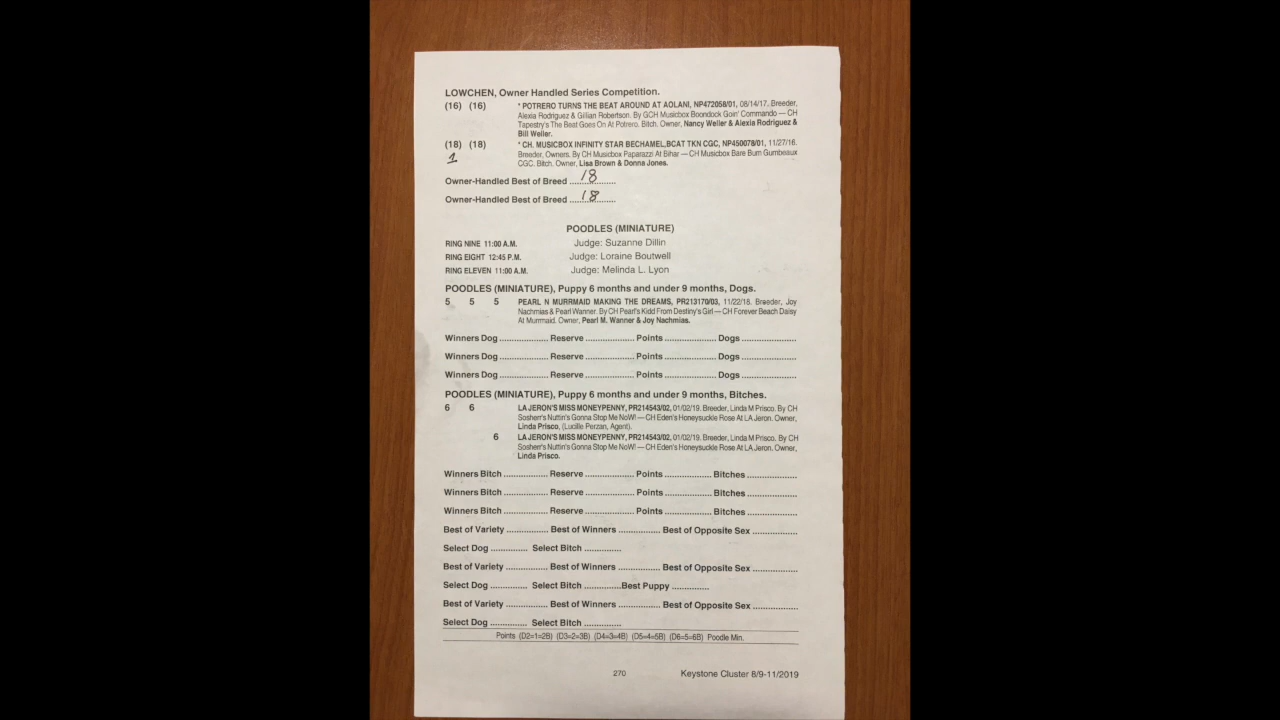 LOWCHEN, Owner Handled Series Competition.
(16) (16) * POTRERO TURNS THE BEAT AROUND AT AOLANI, NP472058/01, 08/14/17. Breeder,
Alexia Rodriguez & Gillian Robertson. By GCH Musicbox Boondock Goin' Commando — CH
Tapestry's The Beat Goes On At Potrero. Bitch. Owner, Nancy Weller & Alexia Rodriguez &
Bill Weller.
(18) (18) * CH. MUSICBOX INFINITY STAR BECHAMEL,BCAT TKN CGC, NP450078/01, 11/27/16.
1 Breeder, Owners. By CH Musicbox Paparazzi At Bihar — CH Musicbox Bare Bum Gumbeaux
CGC. Bitch. Owner, Lisa Brown & Donna Jones.
Owner-Handled Best of Breed ....18.........
Owner-Handled Best of Breed ....18.........
POODLES (MINIATURE)
RING NINE 11:00 A.M. Judge: Suzanne Dillin
RING EIGHT 12:45 P.M. Judge: Loraine Boutwell
RING ELEVEN 11:00 A.M. Judge: Melinda L. Lyon
POODLES (MINIATURE), Puppy 6 months and under 9 months, Dogs.
5 5 5 PEARL N MURRMAID MAKING THE DREAMS, PR213170/03, 11/22/18. Breeder, Joy
Nachmias & Pearl Wanner. By CH Pearl's Kidd From Destiny's Girl — CH Forever Beach Daisy
At Murrmaid. Owner, Pearl M. Wanner & Joy Nachmias.
Winners Dog .................. Reserve .................. Points .................. Dogs ....................
Winners Dog .................. Reserve .................. Points .................. Dogs ....................
Winners Dog .................. Reserve .................. Points .................. Dogs ....................
POODLES (MINIATURE), Puppy 6 months and under 9 months, Bitches.
6 6 LA JERON'S MISS MONEYPENNY, PR214543/02, 01/02/19. Breeder, Linda M Prisco. By CH
Sosherr's Nuttin's Gonna Stop Me NoW! — CH Eden's Honeysuckle Rose At LA Jeron. Owner,
Linda Prisco, (Lucille Perzan, Agent).
6 LA JERON'S MISS MONEYPENNY, PR214543/02, 01/02/19. Breeder, Linda M Prisco. By CH
Sosherr's Nuttin's Gonna Stop Me NoW! — CH Eden's Honeysuckle Rose At LA Jeron. Owner,
Linda Prisco.
Winners Bitch ................ Reserve .................. Points .................. Bitches ..................
Winners Bitch ................ Reserve .................. Points .................. Bitches ..................
Winners Bitch ................ Reserve .................. Points .................. Bitches ..................
Best of Variety .............. Best of Winners .............. Best of Opposite Sex ................
Select Dog ............. Select Bitch .............
Best of Variety .............. Best of Winners .............. Best of Opposite Sex ................
Select Dog ............. Select Bitch .............Best Puppy .............
Best of Variety .............. Best of Winners .............. Best of Opposite Sex ................
Select Dog ............. Select Bitch .............
Points (D2=1=2B) (D3=2=3B) (D4=3=4B) (D5=4=5B) (D6=5=6B) Poodle Min.
270 Keystone Cluster 8/9-11/2019